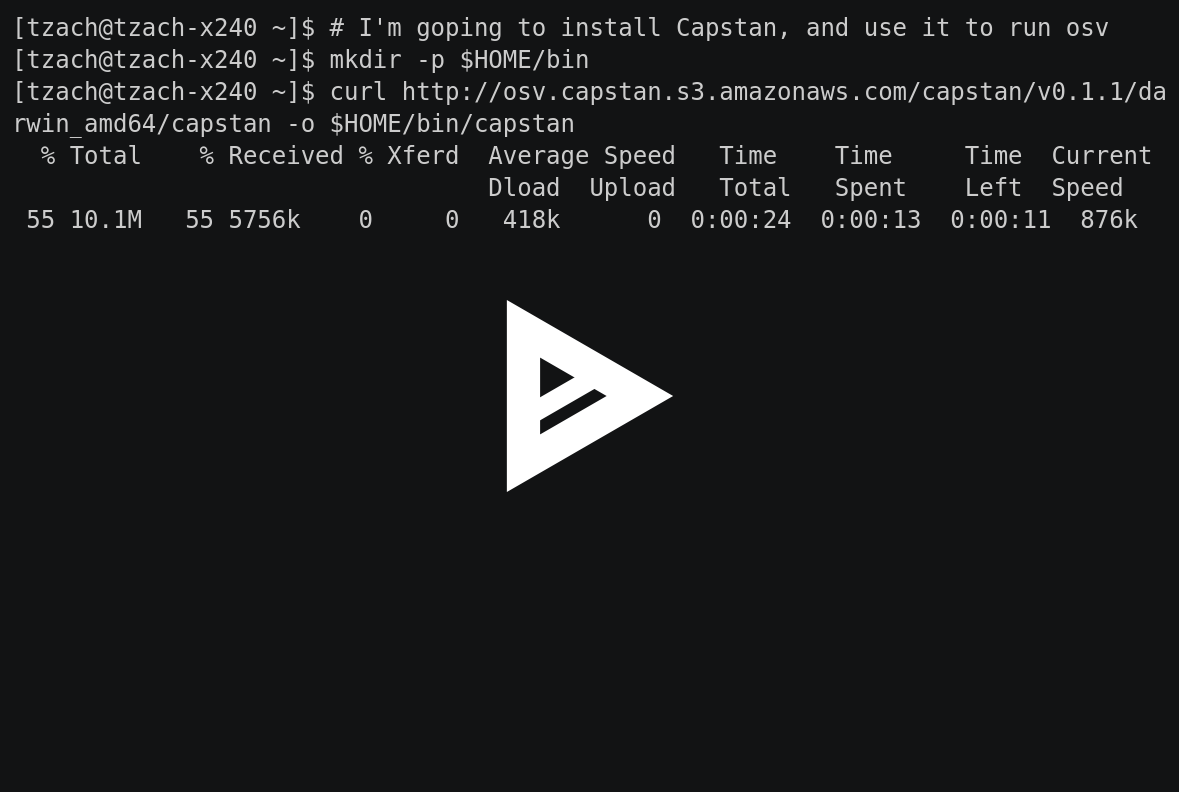 [tzach@tzach-x240 ~]$ # I'm goping to install Capstan, and use it to run osv
[tzach@tzach-x240 ~]$ mkdir -p $HOME/bin
[tzach@tzach-x240 ~]$ curl http://osv.capstan.s3.amazonaws.com/capstan/v0.1.1/da
rwin_amd64/capstan -o $HOME/bin/capstan
  % Total    % Received % Xferd  Average Speed   Time    Time     Time  Current
                                 Dload  Upload   Total   Spent    Left  Speed
 55 10.1M   55 5756k    0     0   418k      0  0:00:24  0:00:13  0:00:11  876k